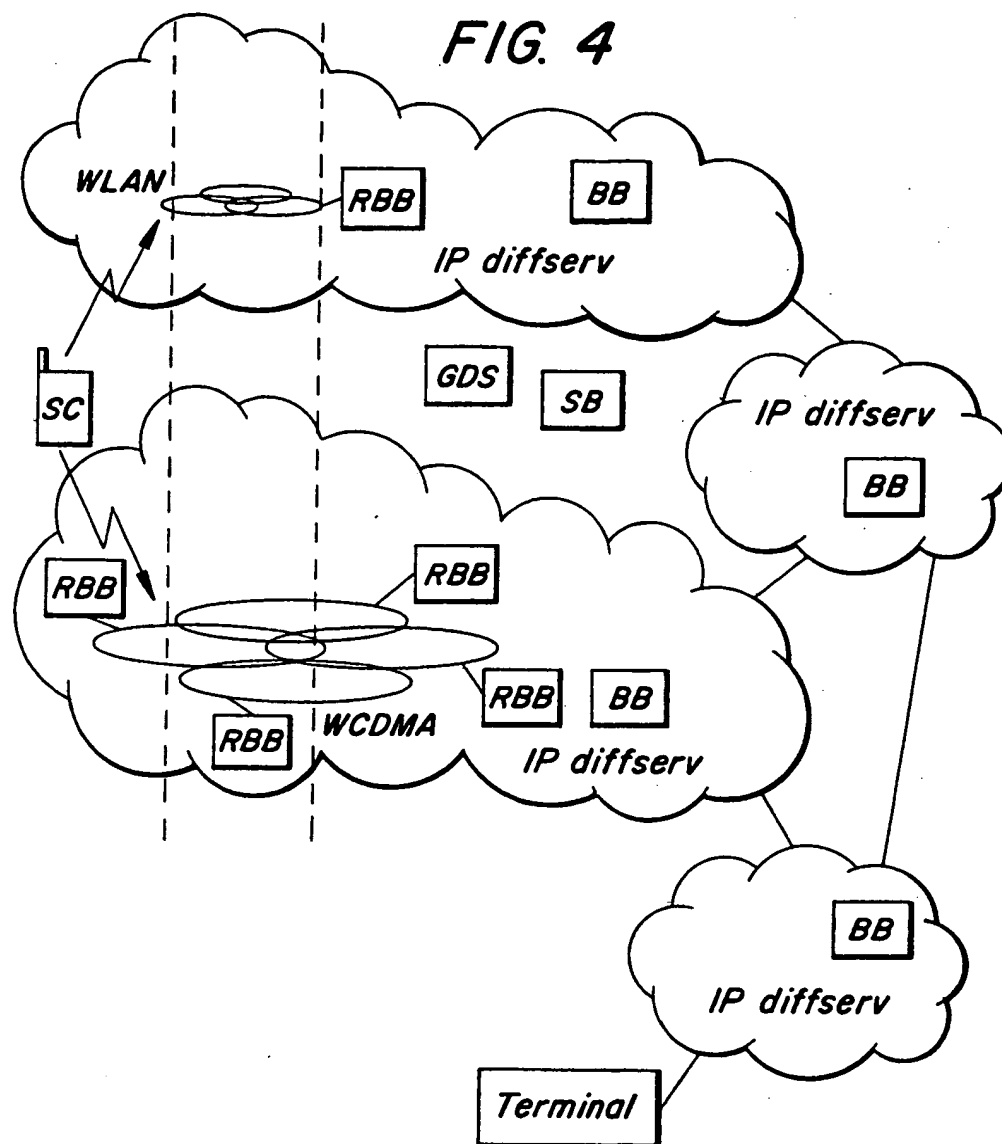 FIG. 4
WLAN
RBB
BB
IP diffserv
SC
GDS
SB
IP diffserv
BB
RBB
RBB
RBB
BB
RBB
WCDMA
IP diffserv
BB
IP diffserv
Terminal